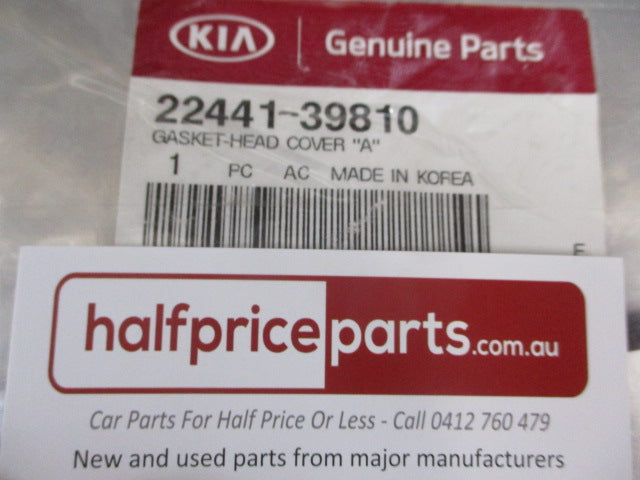 KIA Genuine Parts
22441-39810
GASKET-HEAD COVER "A"
1 PC AC MADE IN KOREA
halfpriceparts.com.au
Car Parts For Half Price Or Less - Call 0412 760 479
New and used parts from major manufacturers